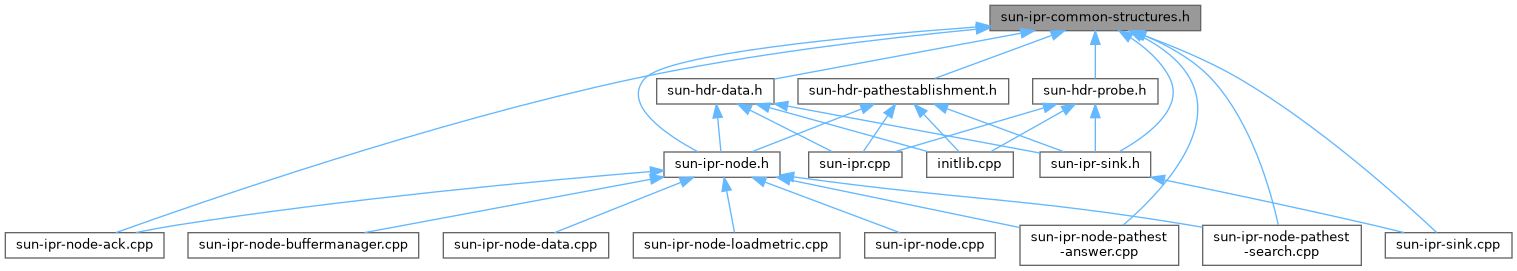 sun-ipr-common-structures.h
sun-hdr-data.h
sun-hdr-pathestablishment.h
sun-hdr-probe.h
sun-ipr-node.h
sun-ipr.cpp
initlib.cpp
sun-ipr-sink.h
sun-ipr-node-ack.cpp
sun-ipr-node-buffermanager.cpp
sun-ipr-node-data.cpp
sun-ipr-node-loadmetric.cpp
sun-ipr-node.cpp
sun-ipr-node-pathest
-answer.cpp
sun-ipr-node-pathest
-search.cpp
sun-ipr-sink.cpp